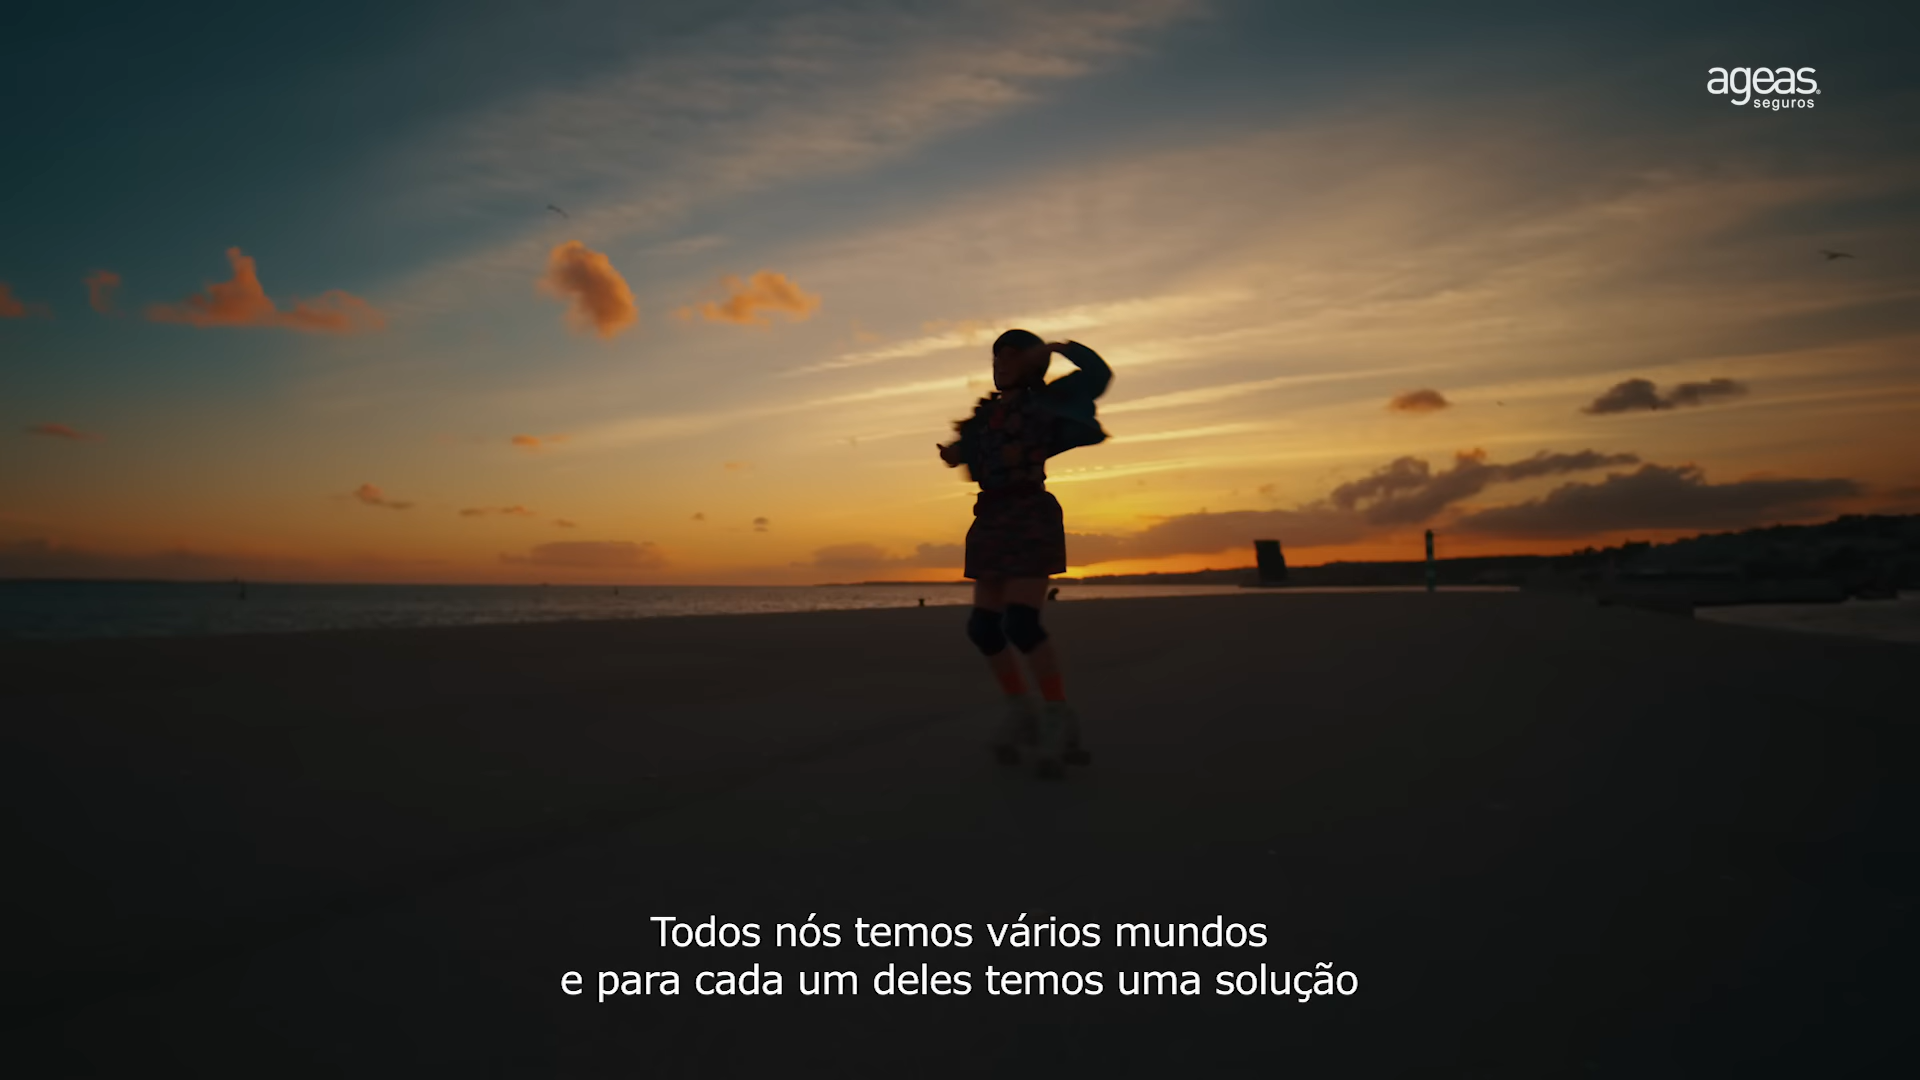 ageas
seguros
Todos nós temos vários mundos
e para cada um deles temos uma solução